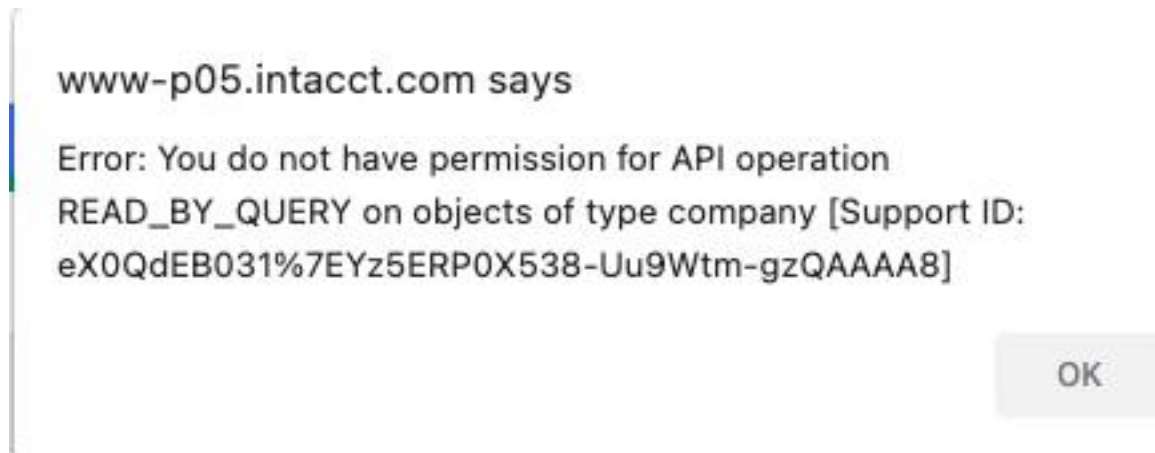 www-p05.intacct.com says
Error: You do not have permission for API operation
READ_BY_QUERY on objects of type company [Support ID:
eX0QdEB031%7EYz5ERP0X538-Uu9Wtm-gzQAAAA8]
OK